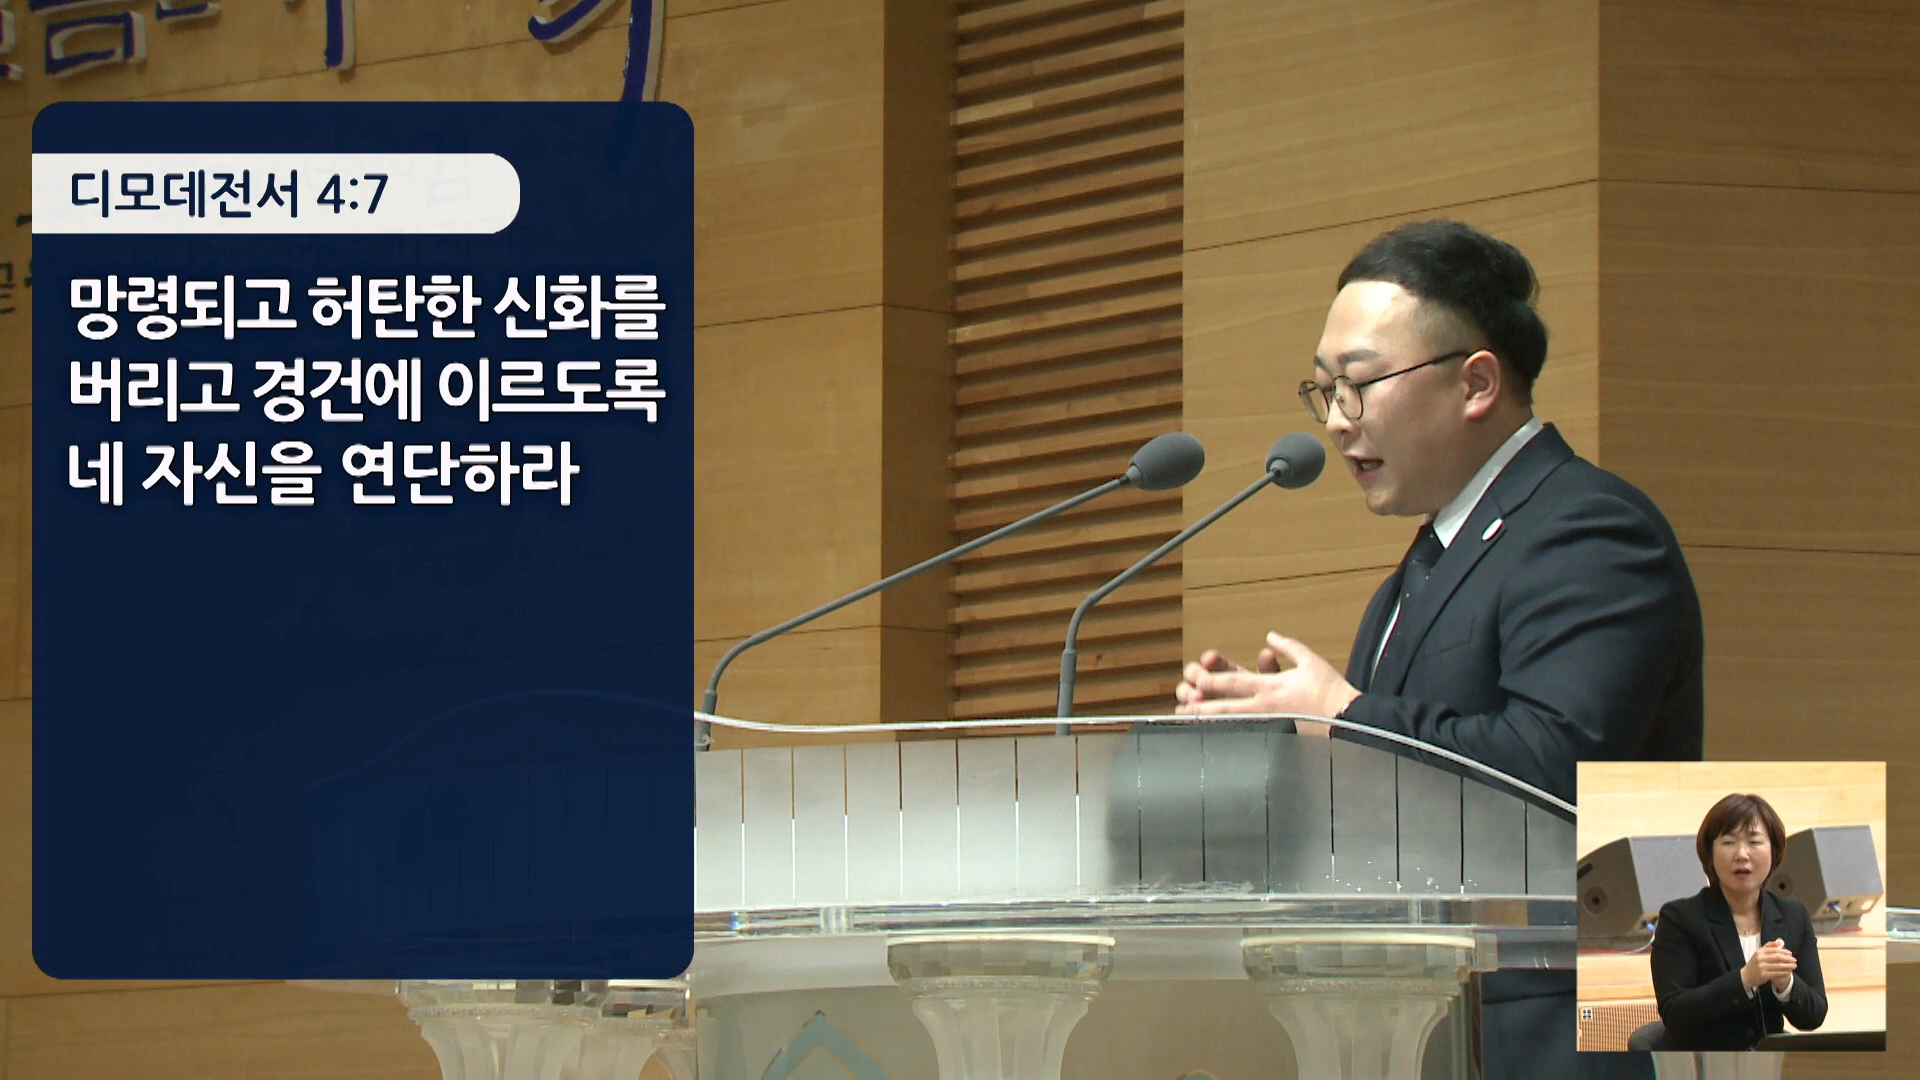 디모데전서 4:7
망령되고 허탄한 신화를
버리고 경건에 이르도록
네 자신을 연단하라